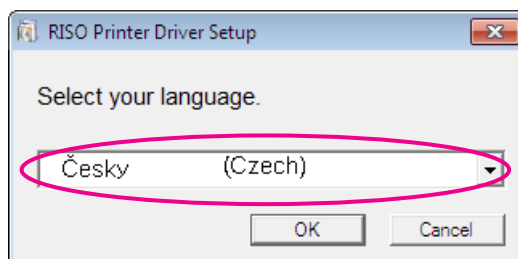 RISO Printer Driver Setup
Select your language.
Česky (Czech)
OK Cancel